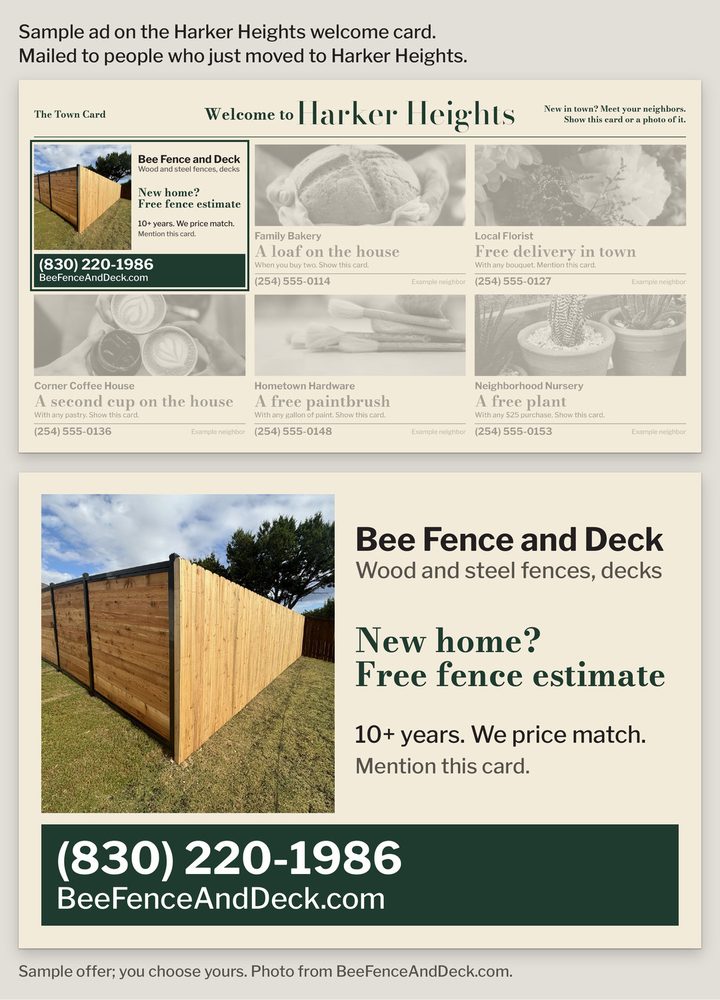 Sample ad on the Harker Heights welcome card.
Mailed to people who just moved to Harker Heights.
The Town Card
Welcome to Harker Heights
New in town? Meet your neighbors.
Show this card or a photo of it.
Bee Fence and Deck
Wood and steel fences, decks
New home?
Free fence estimate
10+ years. We price match.
Mention this card.
(830) 220-1986
BeeFenceAndDeck.com
Family Bakery
A loaf on the house
When you buy two. Show this card.
(254) 555-0114
Example neighbor
Local Florist
Free delivery in town
With any bouquet. Mention this card.
(254) 555-0127
Example neighbor
Corner Coffee House
A second cup on the house
With any pastry. Show this card.
(254) 555-0136
Example neighbor
Hometown Hardware
A free paintbrush
With any gallon of paint. Show this card.
(254) 555-0148
Example neighbor
Neighborhood Nursery
A free plant
With any $25 purchase. Show this card.
(254) 555-0153
Example neighbor
Bee Fence and Deck
Wood and steel fences, decks
New home?
Free fence estimate
10+ years. We price match.
Mention this card.
(830) 220-1986
BeeFenceAndDeck.com
Sample offer; you choose yours. Photo from BeeFenceAndDeck.com.